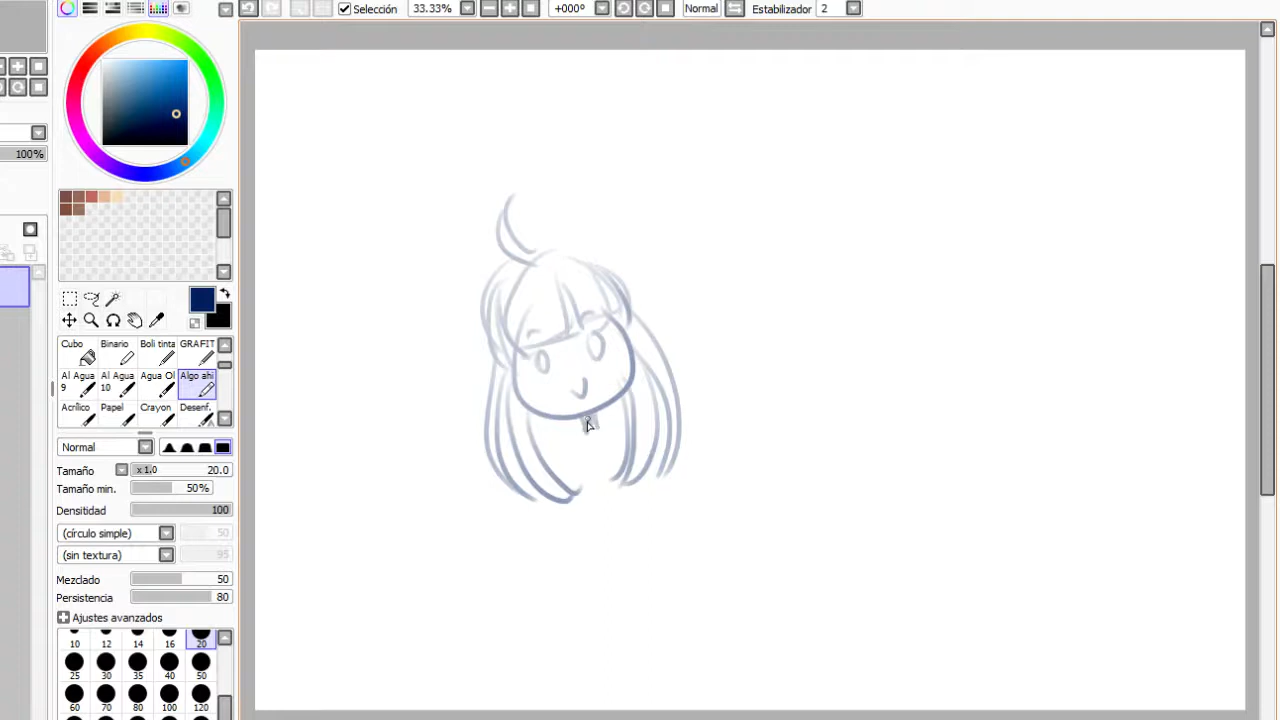 Selección 33.33% +000° Normal Estabilizador 2
100%
Cubo Binario Boli tinta GRAFIT
Al Agua 9 Al Agua 10 Agua Ol Algo ahi
Acrílico Papel Crayon Desenf.
Normal
Tamaño x 1.0 20.0
Tamaño min. 50%
Densitidad 100
(círculo simple) 50
(sin textura) 95
Mezclado 50
Persistencia 80
Ajustes avanzados
10 12 14 16 20
25 30 35 40 50
60 70 80 100 120